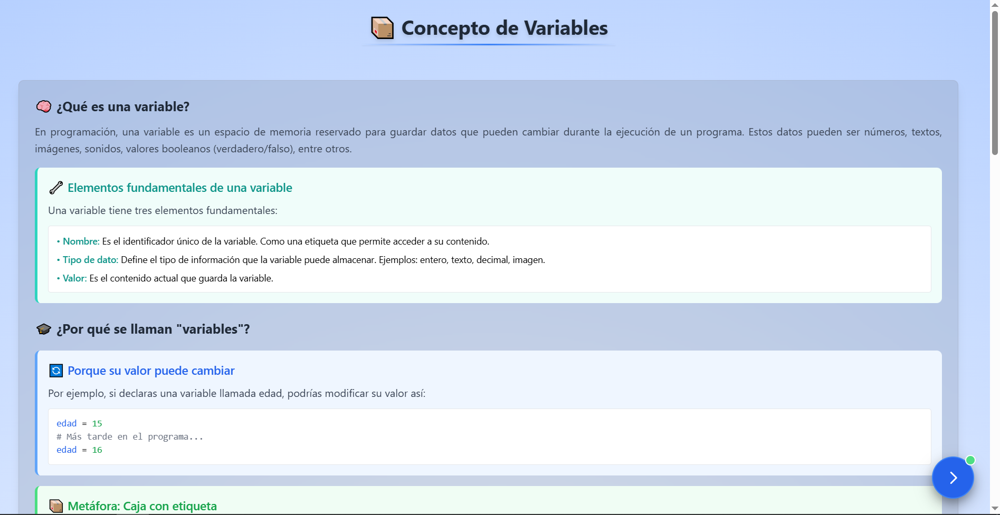 Concepto de Variables
¿Qué es una variable?
En programación, una variable es un espacio de memoria reservado para guardar datos que pueden cambiar durante la ejecución de un programa. Estos datos pueden ser números, textos,
imágenes, sonidos, valores booleanos (verdadero/falso), entre otros.
Elementos fundamentales de una variable
Una variable tiene tres elementos fundamentales:
• Nombre: Es el identificador único de la variable. Como una etiqueta que permite acceder a su contenido.
• Tipo de dato: Define el tipo de información que la variable puede almacenar. Ejemplos: entero, texto, decimal, imagen.
• Valor: Es el contenido actual que guarda la variable.
¿Por qué se llaman "variables"?
Porque su valor puede cambiar
Por ejemplo, si declaras una variable llamada edad, podrías modificar su valor así:
edad = 15
# Más tarde en el programa...
edad = 16
Metáfora: Caja con etiqueta